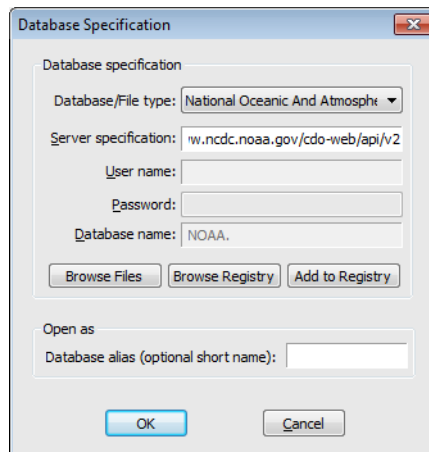 Database Specification
Database specification
Database/File type: National Oceanic And Atmosphe
Server specification: w.ncdc.noaa.gov/cdo-web/api/v2
User name:
Password:
Database name: NOAA.
Browse Files Browse Registry Add to Registry
Open as
Database alias (optional short name):
OK Cancel